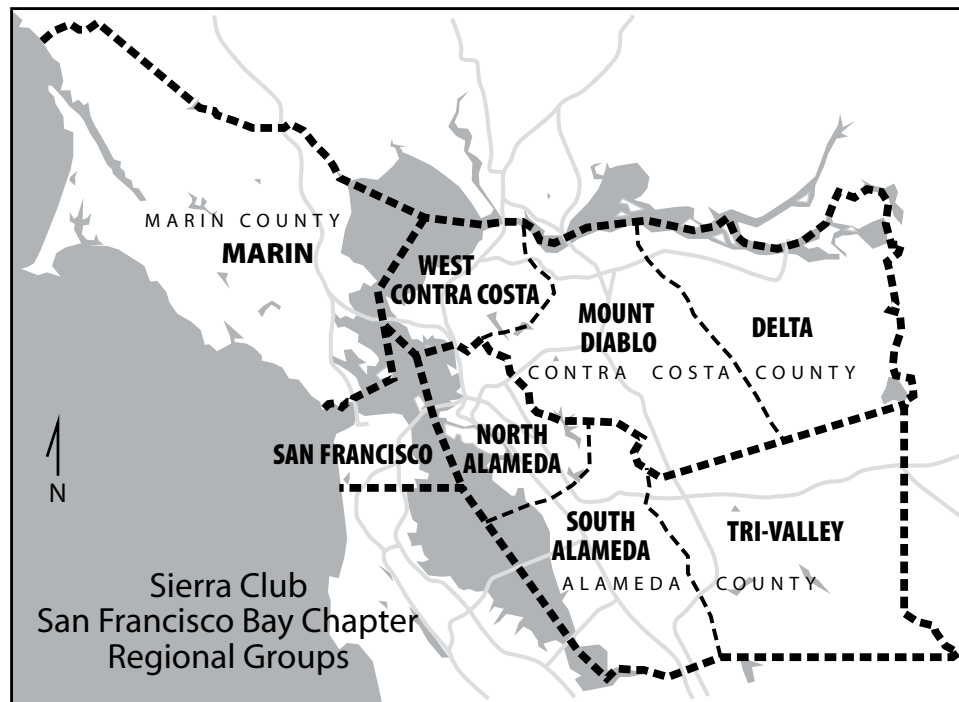 MARIN COUNTY
MARIN
WEST
CONTRA COSTA
MOUNT
DIABLO
DELTA
CONTRA COSTA COUNTY
SAN FRANCISCO
NORTH
ALAMEDA
N
SOUTH
ALAMEDA
TRI-VALLEY
ALAMEDA COUNTY
Sierra Club
San Francisco Bay Chapter
Regional Groups